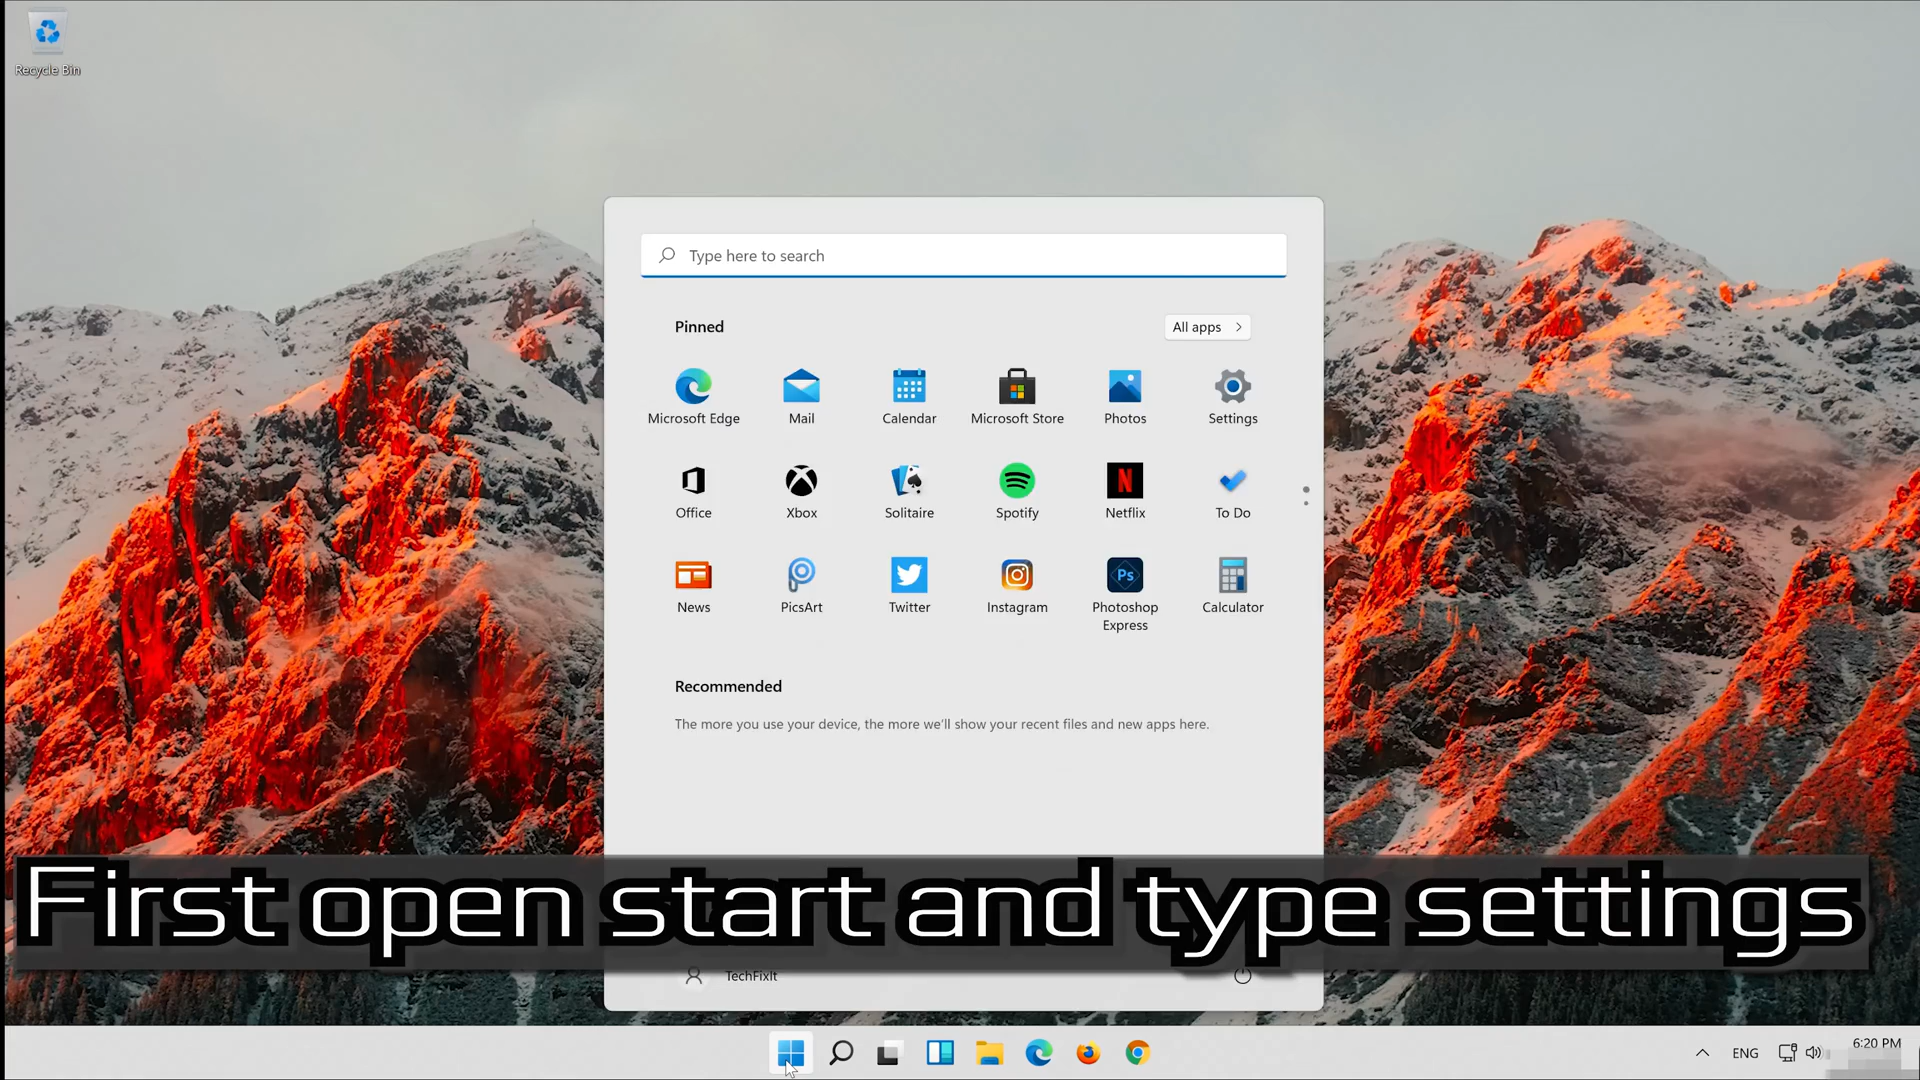 Recycle Bin
Type here to search
Pinned
All apps
Microsoft Edge
Mail
Calendar
Microsoft Store
Photos
Settings
Office
Xbox
Solitaire
Spotify
Netflix
To Do
News
PicsArt
Twitter
Instagram
Ps
Photoshop
Express
Calculator
Recommended
The more you use your device, the more we'll show your recent files and new apps here.
First open start and type settings
TechFixIt
ENG
6:20 PM